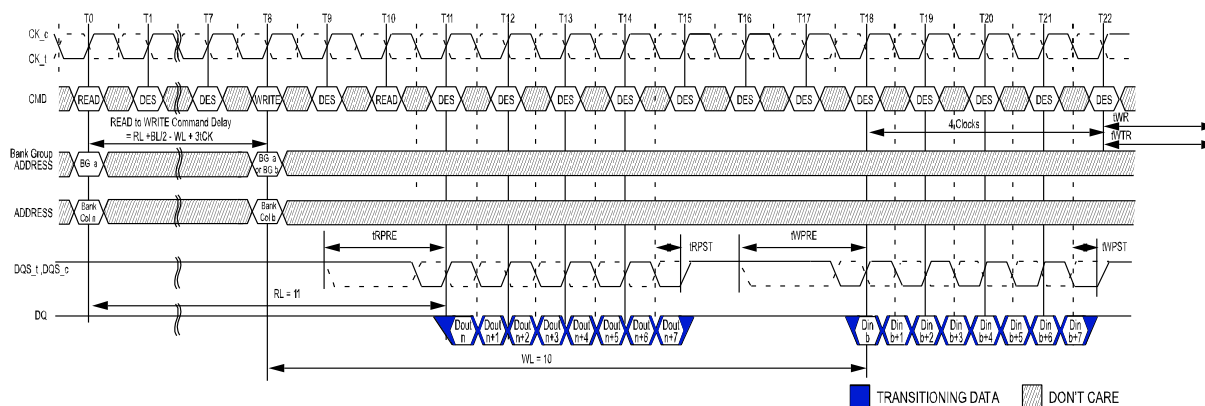 T0 T1 T7 T8 T9 T10 T11 T12 T13 T14 T15 T16 T17 T18 T19 T20 T21 T22
CK_c
CK_t
CMD READ DES DES WRITE DES READ DES DES DES DES DES DES DES DES DES DES DES DES
READ to WRITE Command Delay
= RL +BL/2 - WL + 3tCK
4 Clocks
tWR
tWTR
Bank Group
ADDRESS
BG a
BG a
or BG b
ADDRESS
Bank
Col n
Bank
Col b
tRPRE tRPST tWPRE tWPST
DQS_t ,DQS_c
RL = 11
DQ
Dout
n
Dout
n+1
Dout
n+2
Dout
n+3
Dout
n+4
Dout
n+5
Dout
n+6
Dout
n+7
Din
b
Din
b+1
Din
b+2
Din
b+3
Din
b+4
Din
b+5
Din
b+6
Din
b+7
WL = 10
TRANSITIONING DATA
DON'T CARE